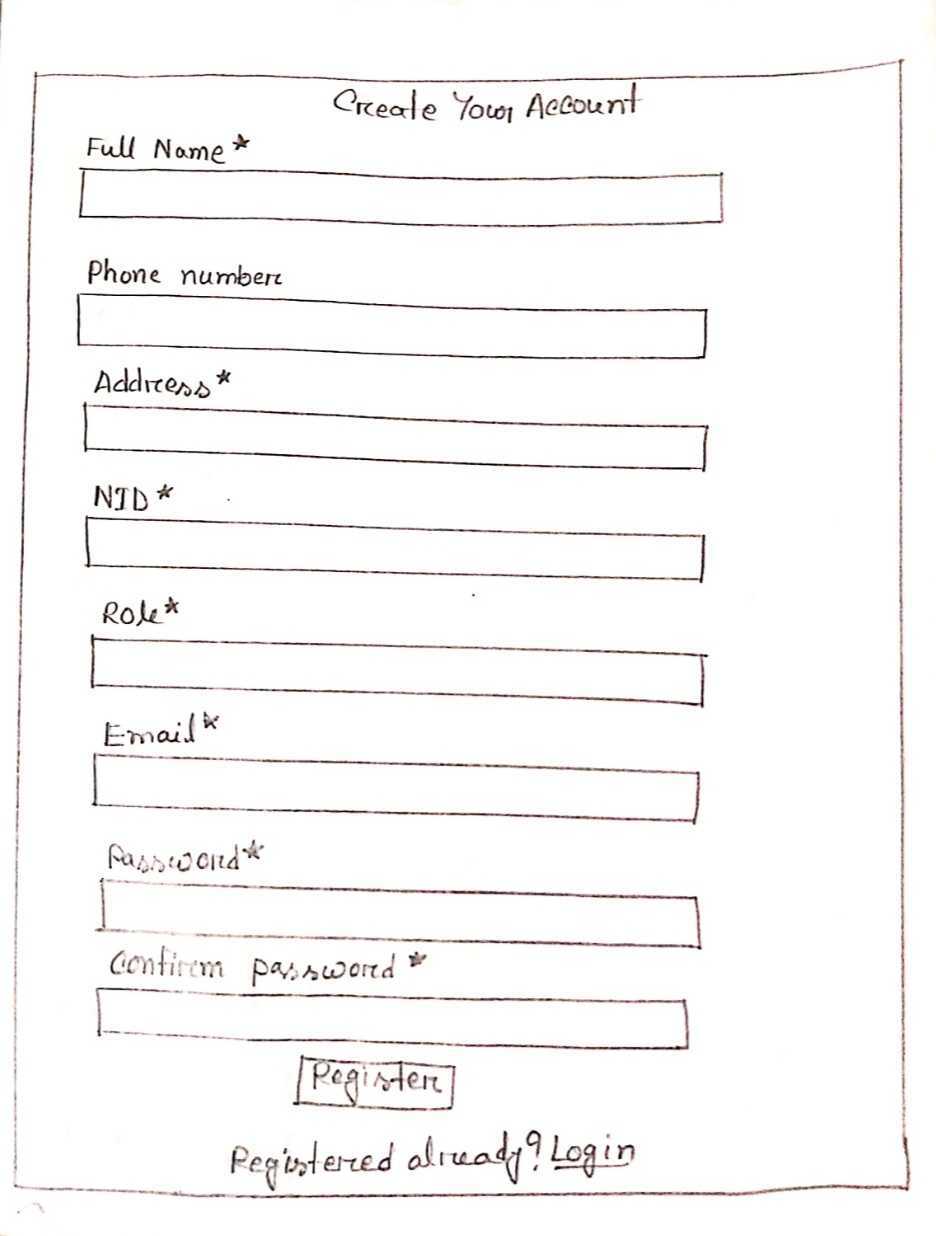 Create Your Account
Full Name*
Phone number
Address*
NID*
Role*
Email*
Password*
Confirm password*
Register
Registered already? Login